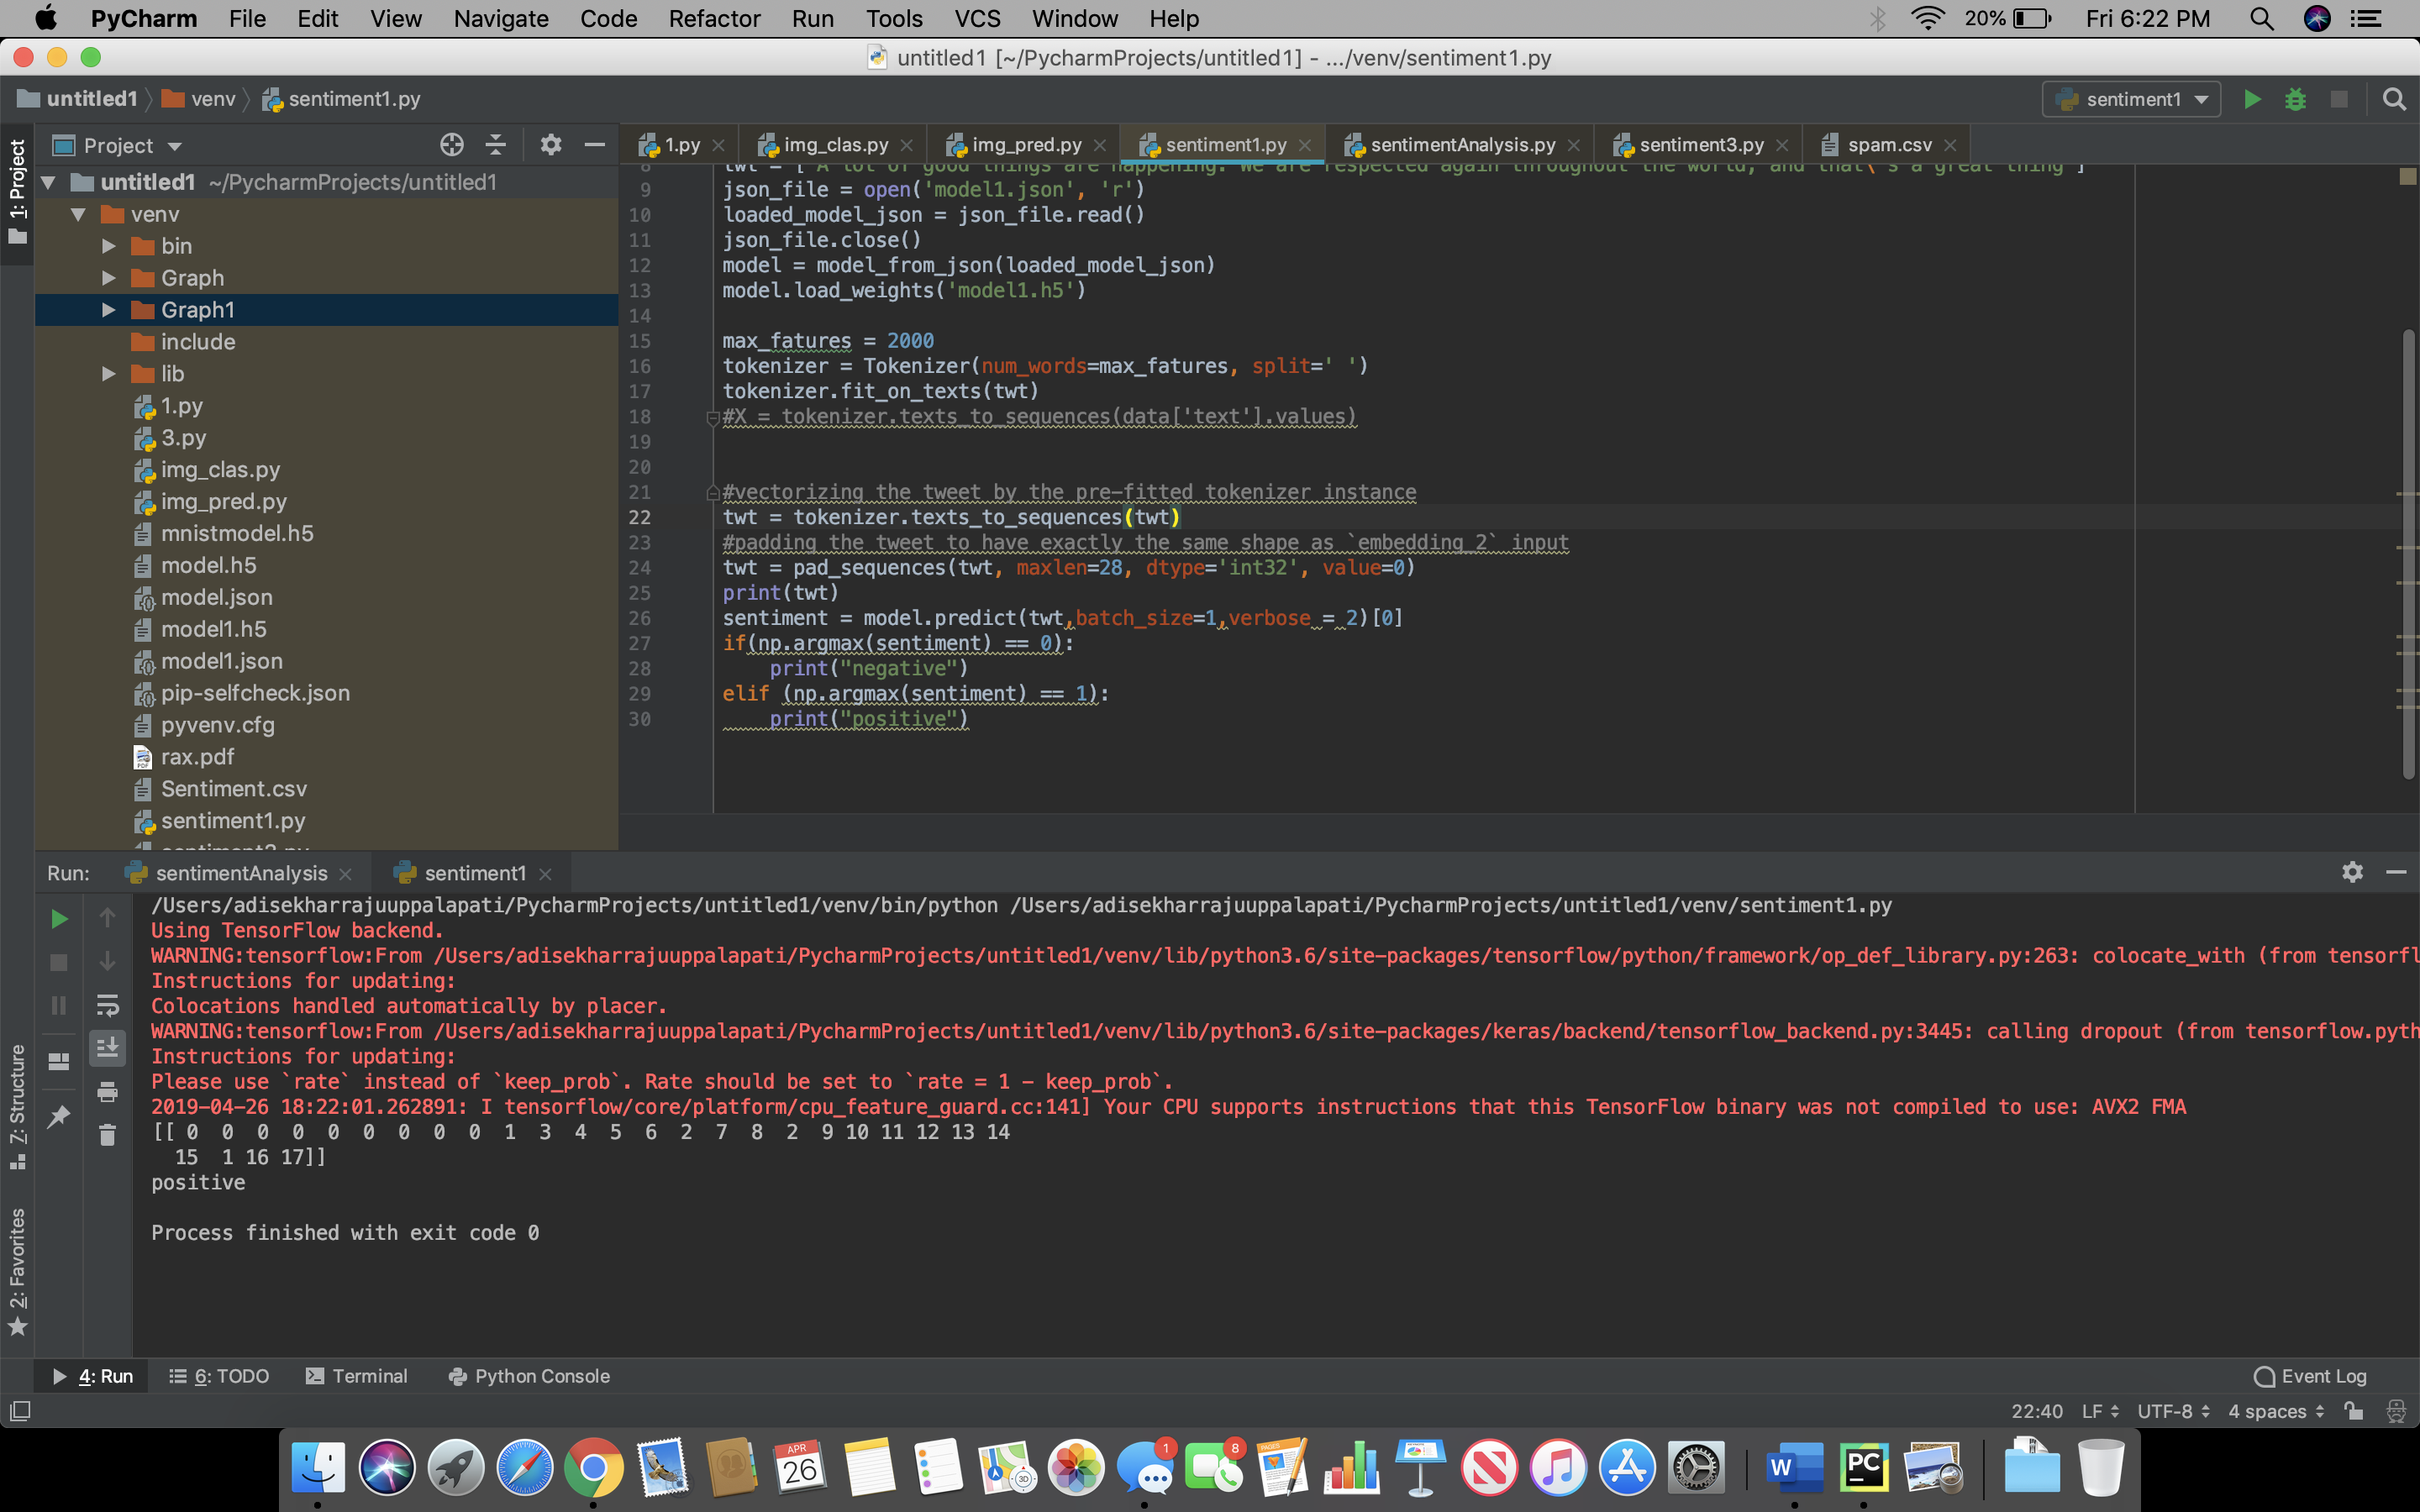 PyCharm File Edit View Navigate Code Refactor Run Tools VCS Window Help 20% Fri 6:22 PM
untitled1 [~/PycharmProjects/untitled1] - .../venv/sentiment1.py
untitled1 venv sentiment1.py sentiment1
1: Project
Project
1.py img_clas.py img_pred.py sentiment1.py sentimentAnalysis.py sentiment3.py spam.csv
untitled1 ~/PycharmProjects/untitled1
venv
bin
Graph
Graph1
include
lib
1.py
3.py
img_clas.py
img_pred.py
mnistmodel.h5
model.h5
model.json
model1.h5
model1.json
pip-selfcheck.json
pyvenv.cfg
rax.pdf
Sentiment.csv
sentiment1.py
8 twt = ['A lot of good things are happening. We are respected again throughout the world, and that\'s a great thing']
9 json_file = open('model1.json', 'r')
10 loaded_model_json = json_file.read()
11 json_file.close()
12 model = model_from_json(loaded_model_json)
13 model.load_weights('model1.h5')
14
15 max_fatures = 2000
16 tokenizer = Tokenizer(num_words=max_fatures, split=' ')
17 tokenizer.fit_on_texts(twt)
18 #X = tokenizer.texts_to_sequences(data['text'].values)
19
20
21 #vectorizing the tweet by the pre-fitted tokenizer instance
22 twt = tokenizer.texts_to_sequences(twt)
23 #padding the tweet to have exactly the same shape as `embedding_2` input
24 twt = pad_sequences(twt, maxlen=28, dtype='int32', value=0)
25 print(twt)
26 sentiment = model.predict(twt,batch_size=1,verbose = 2)[0]
27 if(np.argmax(sentiment) == 0):
28 print("negative")
29 elif (np.argmax(sentiment) == 1):
30 print("positive")
Run: sentimentAnalysis sentiment1
/Users/adisekharrajuuppalapati/PycharmProjects/untitled1/venv/bin/python /Users/adisekharrajuuppalapati/PycharmProjects/untitled1/venv/sentiment1.py
Using TensorFlow backend.
WARNING:tensorflow:From /Users/adisekharrajuuppalapati/PycharmProjects/untitled1/venv/lib/python3.6/site-packages/tensorflow/python/framework/op_def_library.py:263: colocate_with (from tensorfl
Instructions for updating:
Colocations handled automatically by placer.
WARNING:tensorflow:From /Users/adisekharrajuuppalapati/PycharmProjects/untitled1/venv/lib/python3.6/site-packages/keras/backend/tensorflow_backend.py:3445: calling dropout (from tensorflow.pyth
Instructions for updating:
Please use `rate` instead of `keep_prob`. Rate should be set to `rate = 1 - keep_prob`.
2019-04-26 18:22:01.262891: I tensorflow/core/platform/cpu_feature_guard.cc:141] Your CPU supports instructions that this TensorFlow binary was not compiled to use: AVX2 FMA
[[ 0 0 0 0 0 0 0 0 0 1 3 4 5 6 2 7 8 2 9 10 11 12 13 14
15 1 16 17]]
positive
Process finished with exit code 0
7: Structure
2: Favorites
4: Run 6: TODO Terminal Python Console Event Log
22:40 LF UTF-8 4 spaces
APR
26
3D
1
8
PAGES
W
PC